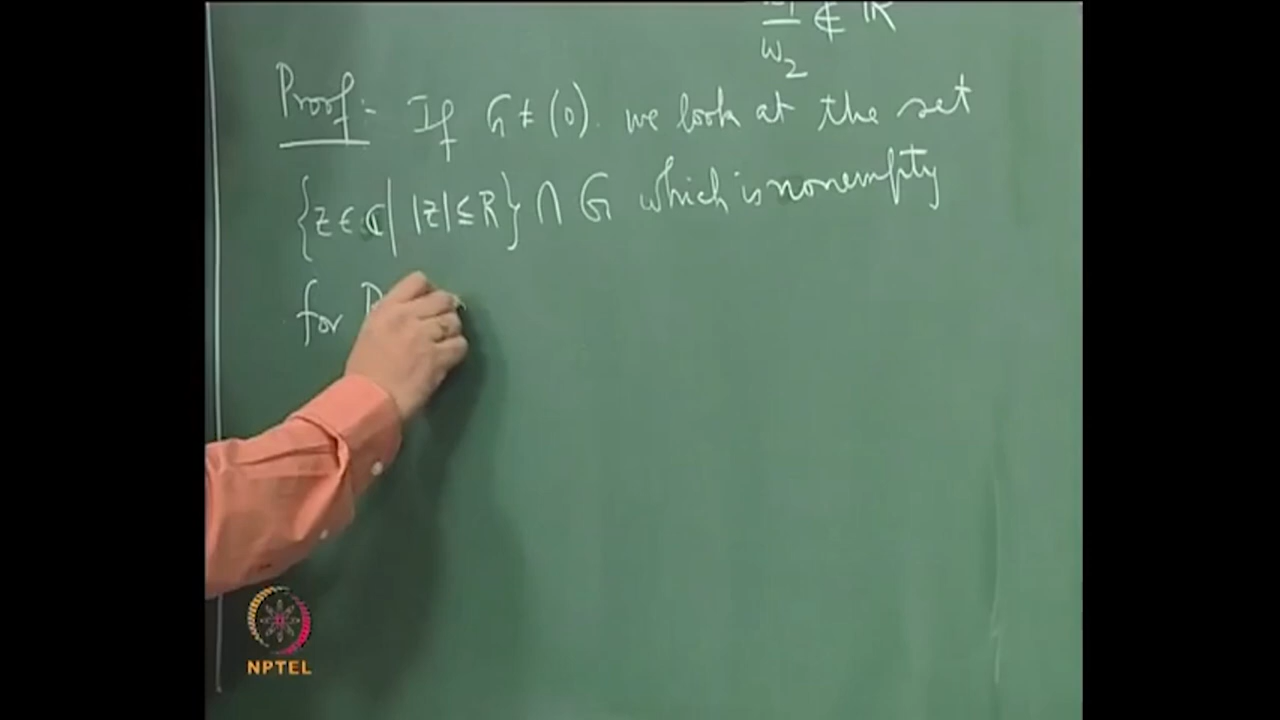 ω₂ ∉ ℝ
Proof:- If G ≠ (0). we look at the set
{z ∈ ℂ | |z| ≤ R} ∩ G which is nonempty
for R
NPTEL